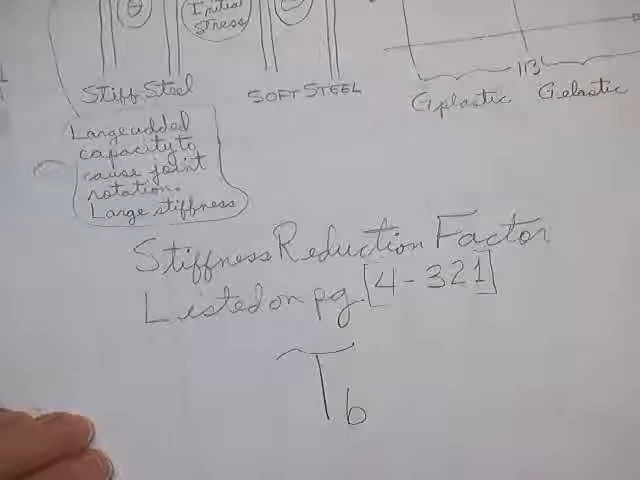 Initial
Stress
Stiff Steel
SOFT STEEL
Gplastic
113
Gelastic
Large added
capacity to
cause joint
rotation.
Large stiffness
Stiffness Reduction Factor
Listed on pg. [4-321]
τb